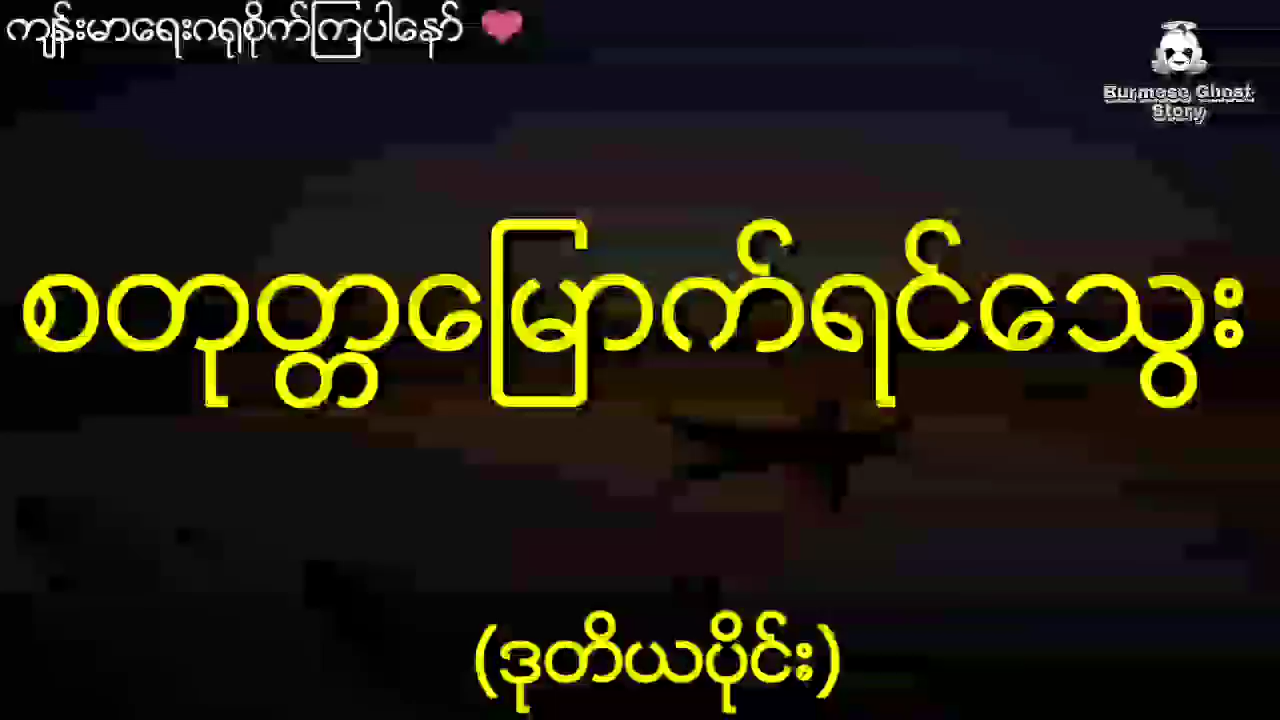 ကျန်းမာရေးဂရုစိုက်ကြပါနော် ❤
Burmese Ghost
Story
စတုတ္တမြောက်ရင်သွေး
(ဒုတိယပိုင်း)